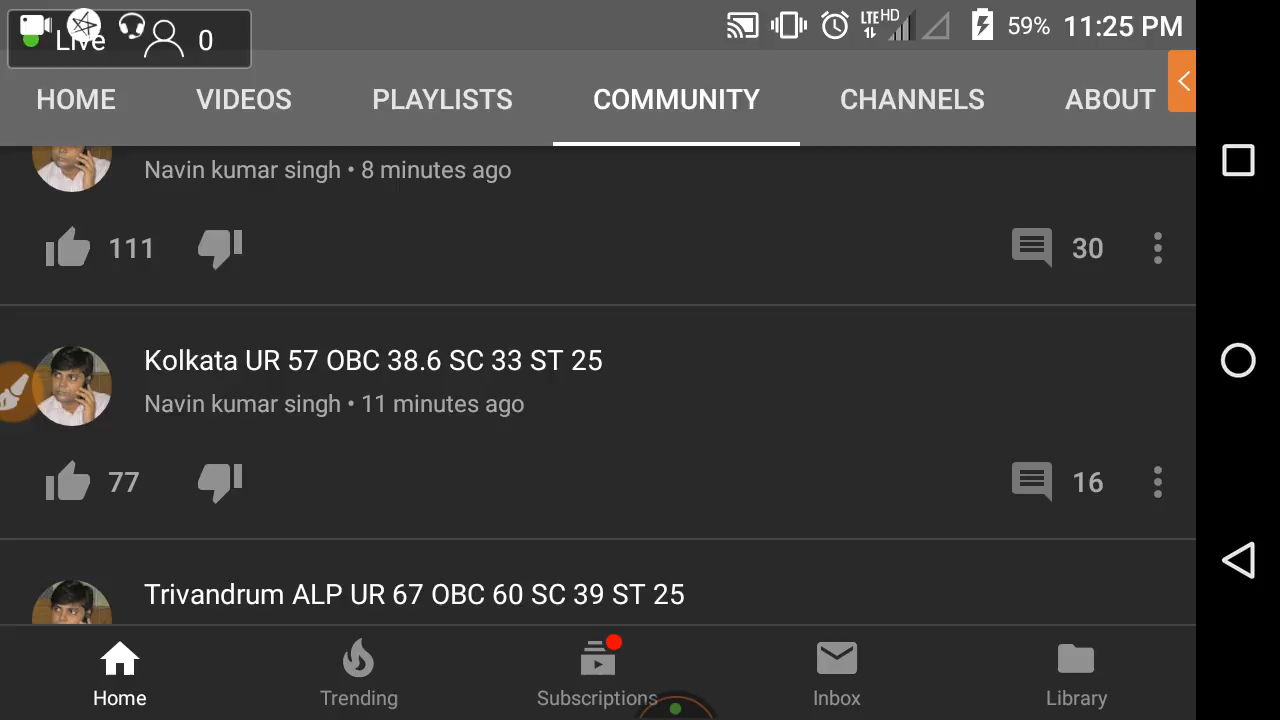 Live 0
LTE HD 59% 11:25 PM
HOME VIDEOS PLAYLISTS COMMUNITY CHANNELS ABOUT
Navin kumar singh • 8 minutes ago
111 30
Kolkata UR 57 OBC 38.6 SC 33 ST 25
Navin kumar singh • 11 minutes ago
77 16
Trivandrum ALP UR 67 OBC 60 SC 39 ST 25
Home Trending Subscriptions Inbox Library